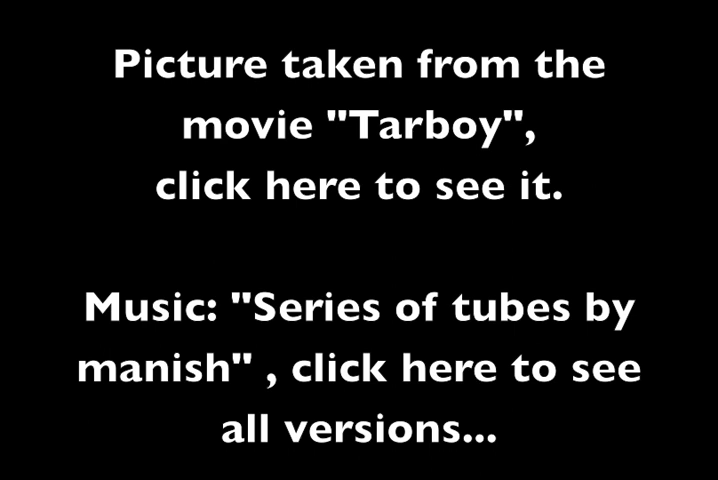 Picture taken from the
movie "Tarboy",
click here to see it.
Music: "Series of tubes by
manish" , click here to see
all versions...